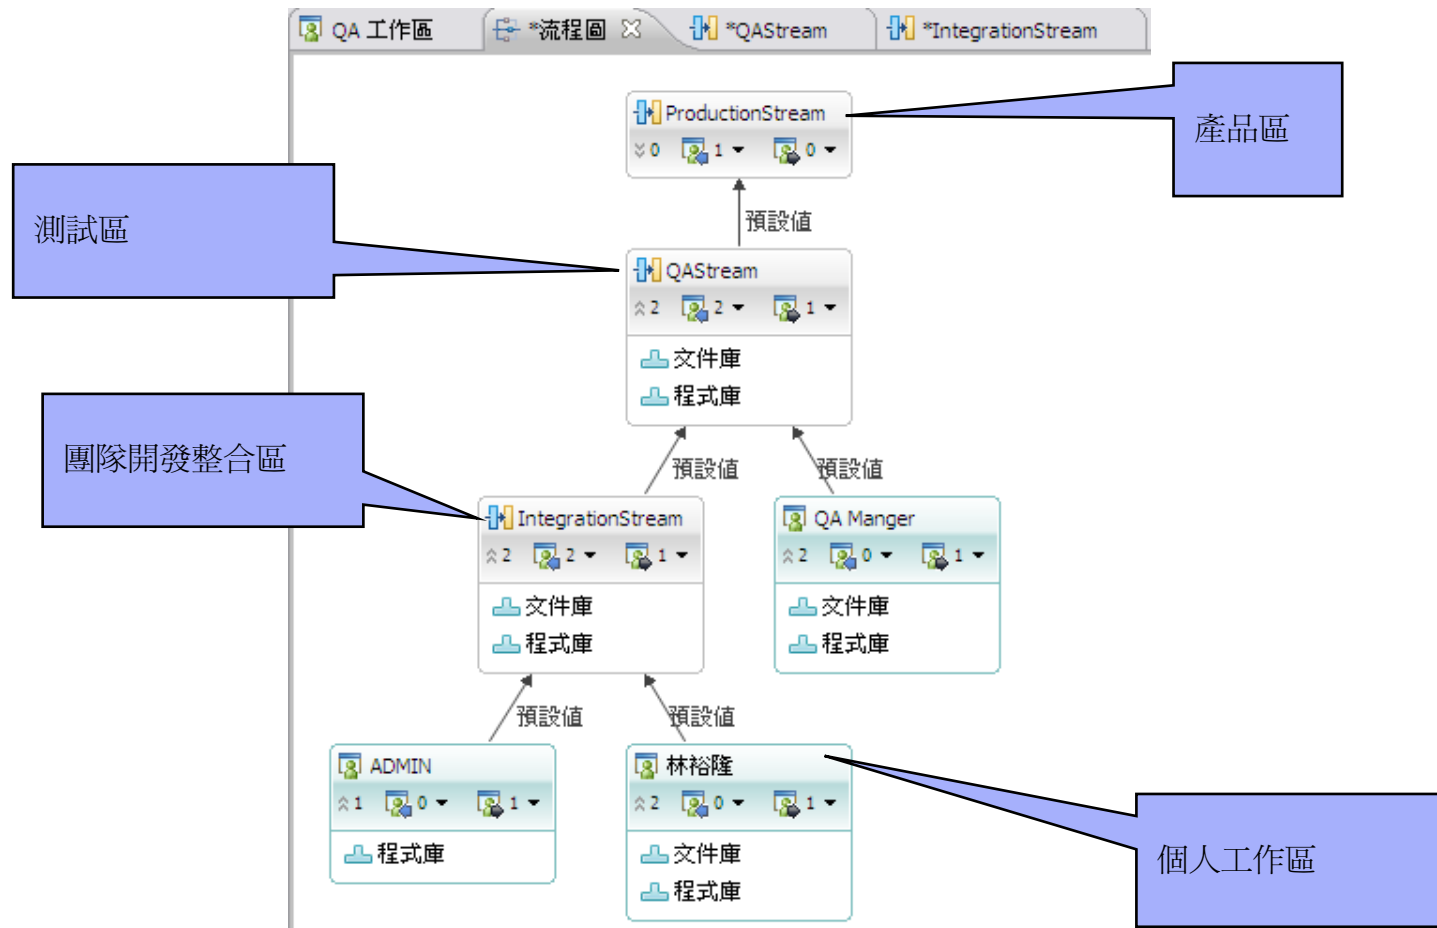 QA 工作區
*流程圖
*QAStream
*IntegrationStream
ProductionStream
0 1 0
產品區
預設值
測試區
QAStream
2 2 1
文件庫
程式庫
團隊開發整合區
預設值
預設值
IntegrationStream
2 2 1
文件庫
程式庫
QA Manger
2 0 1
文件庫
程式庫
預設值
預設值
ADMIN
1 0 1
程式庫
林裕隆
2 0 1
文件庫
程式庫
個人工作區